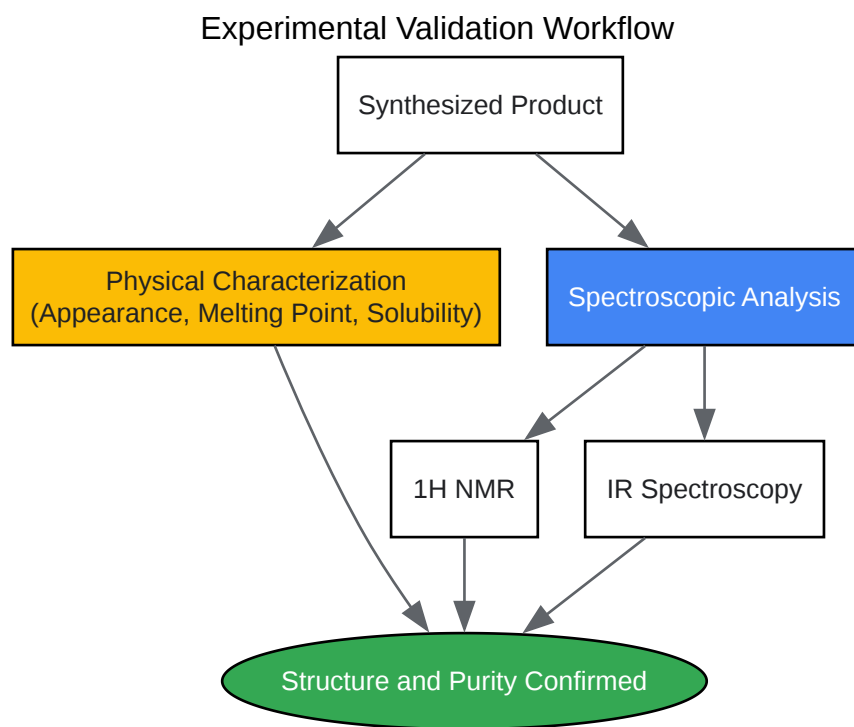 Experimental Validation Workflow
Synthesized Product
Physical Characterization
(Appearance, Melting Point, Solubility)
Spectroscopic Analysis
1H NMR
IR Spectroscopy
Structure and Purity Confirmed